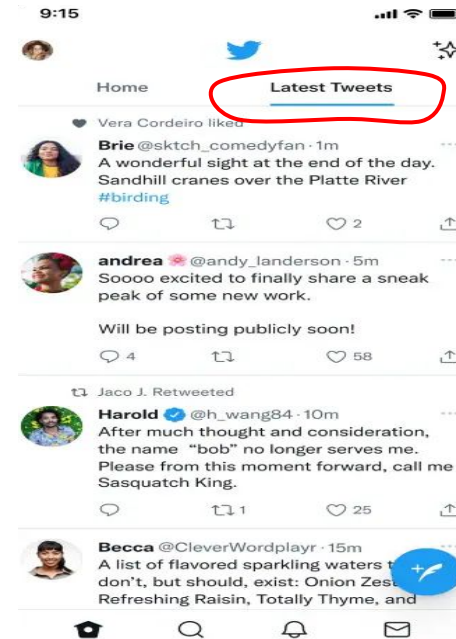 9:15
Home
Latest Tweets
Vera Cordeiro liked
Brie @sktch_comedyfan · 1m
A wonderful sight at the end of the day.
Sandhill cranes over the Platte River
#birding
2
andrea 🌸 @andy_landerson · 5m
Soooo excited to finally share a sneak
peak of some new work.
Will be posting publicly soon!
4
58
Jaco J. Retweeted
Harold @h_wang84 · 10m
After much thought and consideration,
the name “bob” no longer serves me.
Please from this moment forward, call me
Sasquatch King.
1
25
Becca @CleverWordplayr · 15m
A list of flavored sparkling waters
don’t, but should, exist: Onion Zest
Refreshing Raisin, Totally Thyme, and